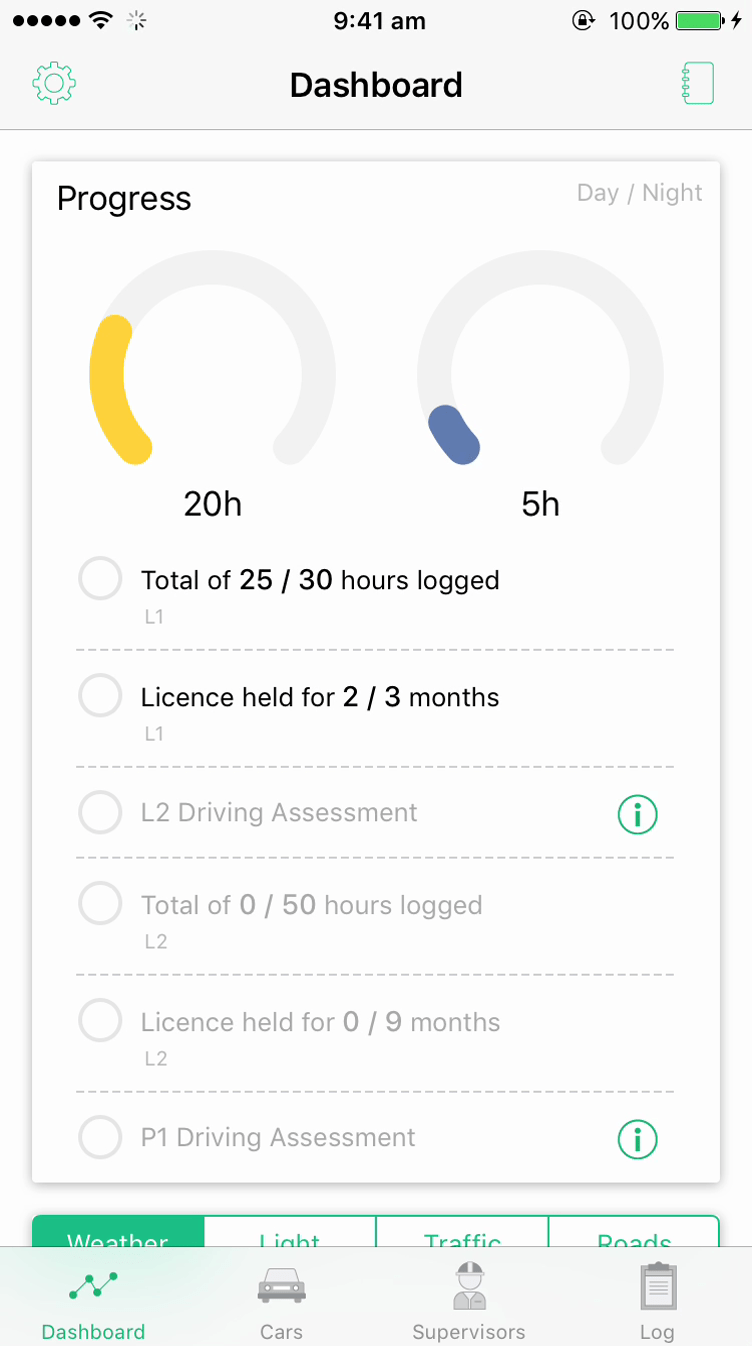 9:41 am
100%
Dashboard
Progress
Day / Night
20h
5h
Total of 25 / 30 hours logged
L1
Licence held for 2 / 3 months
L1
L2 Driving Assessment
Total of 0 / 50 hours logged
L2
Licence held for 0 / 9 months
L2
P1 Driving Assessment
Weather
Light
Traffic
Roads
Dashboard
Cars
Supervisors
Log